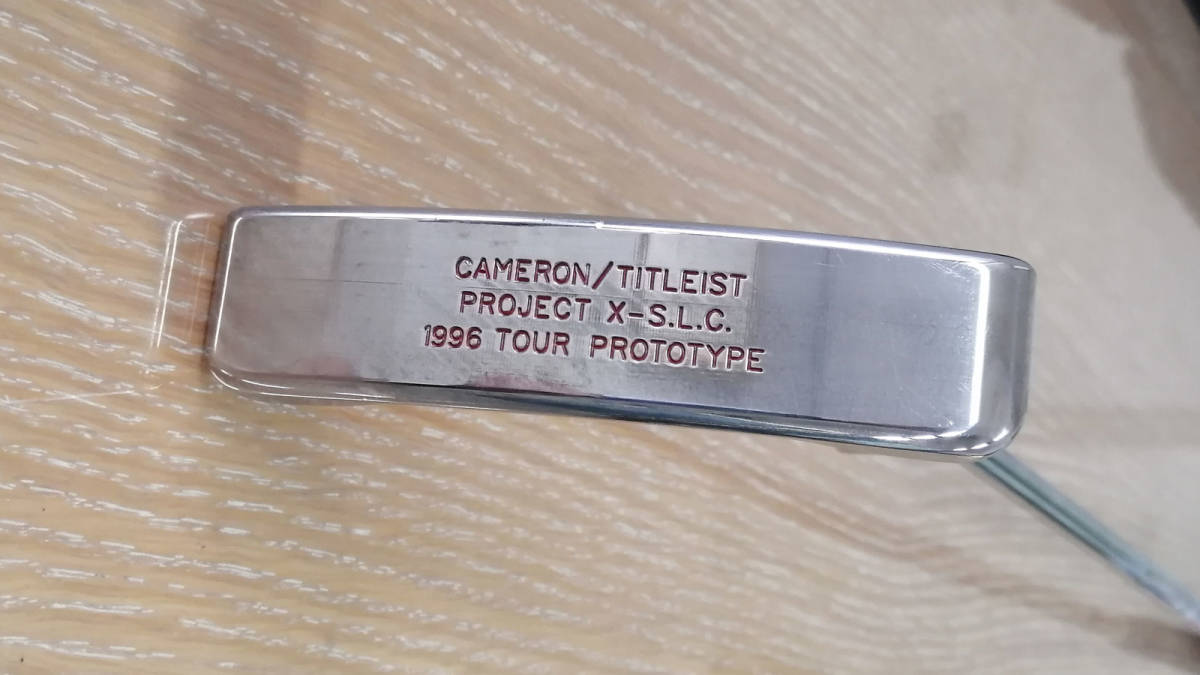 CAMERON/TITLEIST
PROJECT X-S.L.C.
1996 TOUR PROTOTYPE